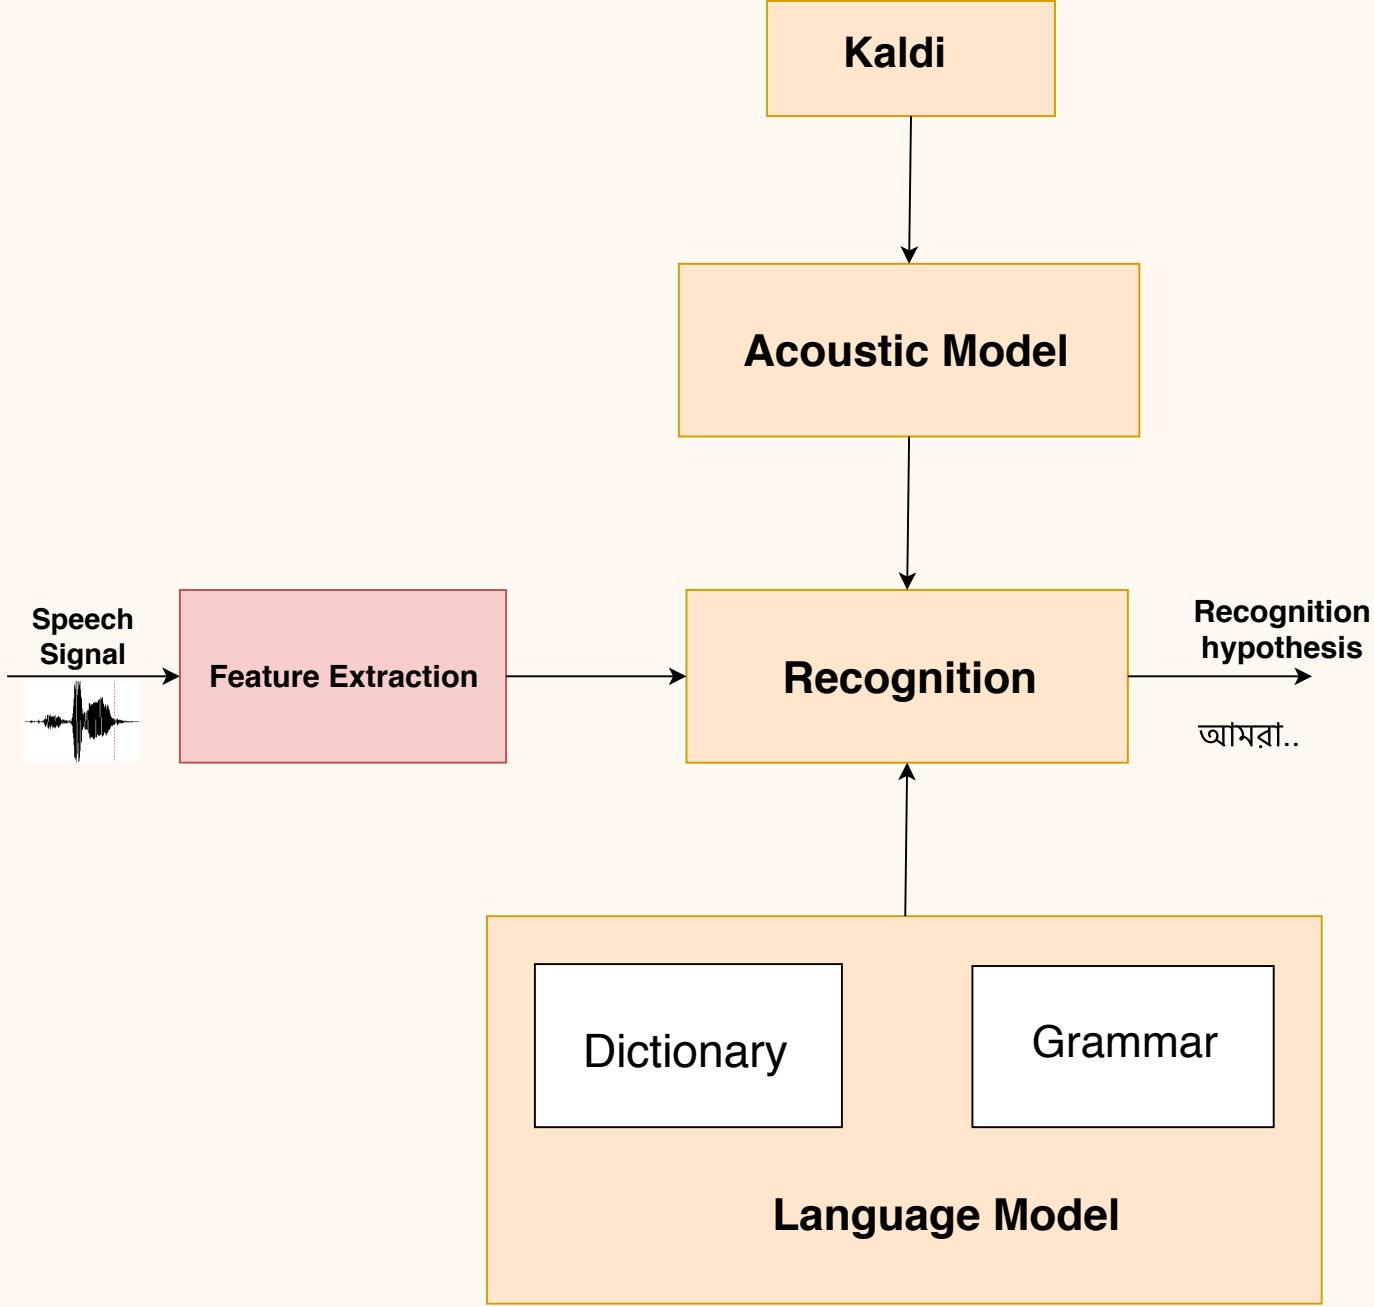 Kaldi
Acoustic Model
Speech
Signal
Feature Extraction
Recognition
Recognition
hypothesis
আমরা..
Dictionary
Grammar
Language Model